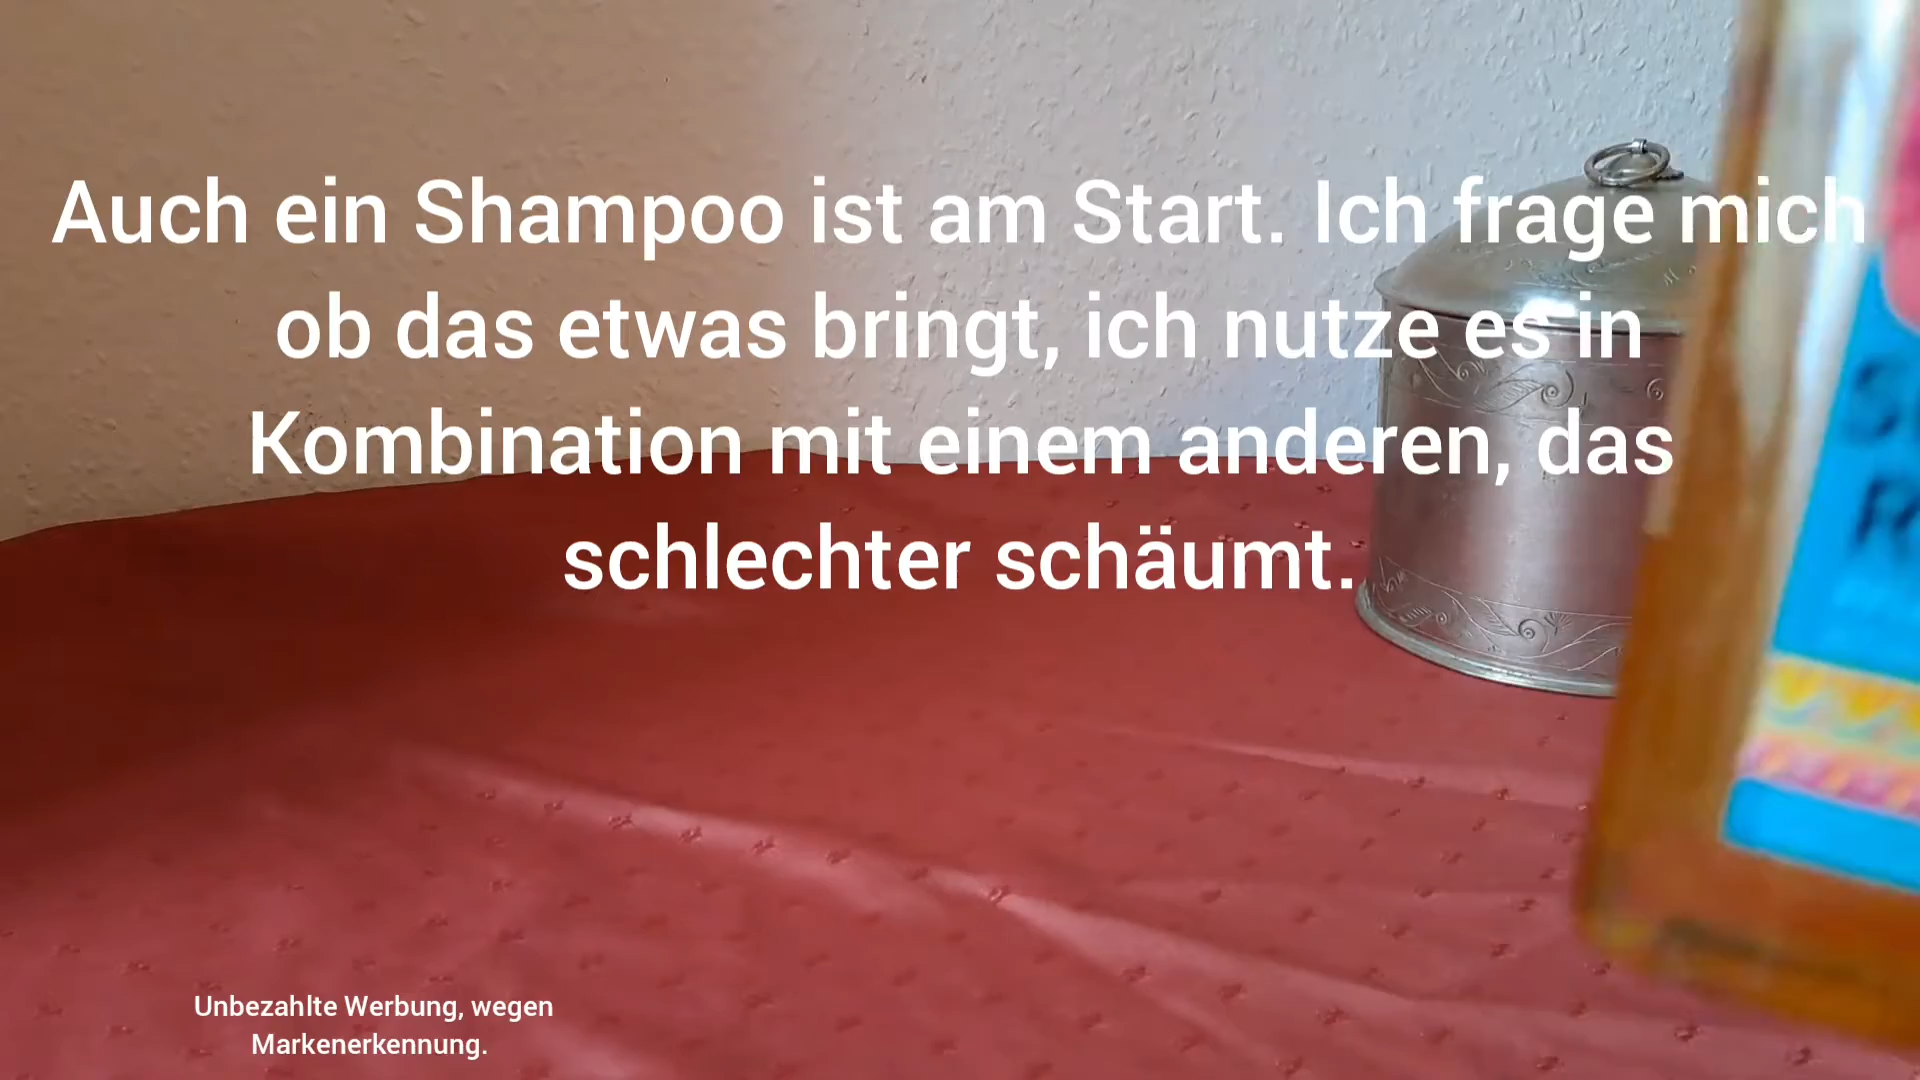 Auch ein Shampoo ist am Start. Ich frage mich
ob das etwas bringt, ich nutze es in
Kombination mit einem anderen, das
schlechter schäumt.
Unbezahlte Werbung, wegen
Markenerkennung.